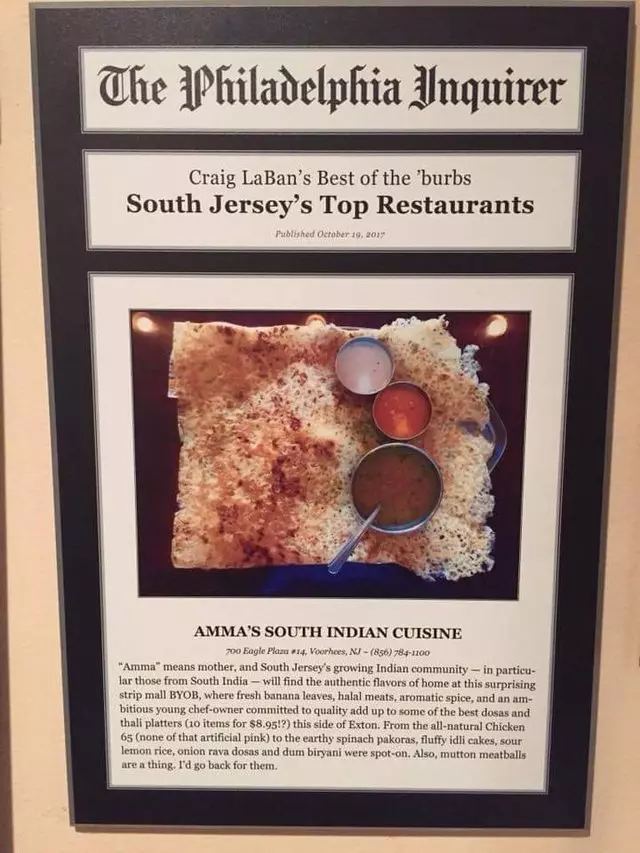 The Philadelphia Inquirer
Craig LaBan's Best of the 'burbs
South Jersey's Top Restaurants
Published October 19, 2017
AMMA'S SOUTH INDIAN CUISINE
700 Eagle Plaza #14, Voorhees, NJ ~ (856) 784-1100
"Amma" means mother, and South Jersey's growing Indian community — in particu-
lar those from South India — will find the authentic flavors of home at this surprising
strip mall BYOB, where fresh banana leaves, halal meats, aromatic spice, and an am-
bitious young chef-owner committed to quality add up to some of the best dosas and
thali platters (10 items for $8.95!?) this side of Exton. From the all-natural Chicken
65 (none of that artificial pink) to the earthy spinach pakoras, fluffy idli cakes, sour
lemon rice, onion rava dosas and dum biryani were spot-on. Also, mutton meatballs
are a thing. I'd go back for them.